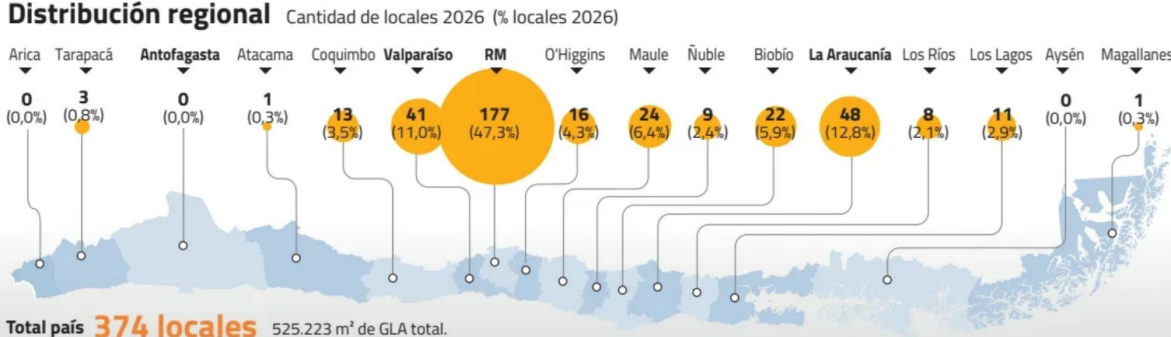 Distribución regional Cantidad de locales 2026 (% locales 2026)
Arica Tarapacá Antofagasta Atacama Coquimbo Valparaíso RM O'Higgins Maule Ñuble Biobío La Araucanía Los Ríos Los Lagos Aysén Magallanes
0 3 0 1 13 41 177 16 24 9 22 48 8 11 0 1
(0,0%) (0,8%) (0,0%) (0,3%) (3,5%) (11,0%) (47,3%) (4,3%) (6,4%) (2,4%) (5,9%) (12,8%) (2,1%) (2,9%) (0,0%) (0,3%)
Total país 374 locales 525.223 m² de GLA total.